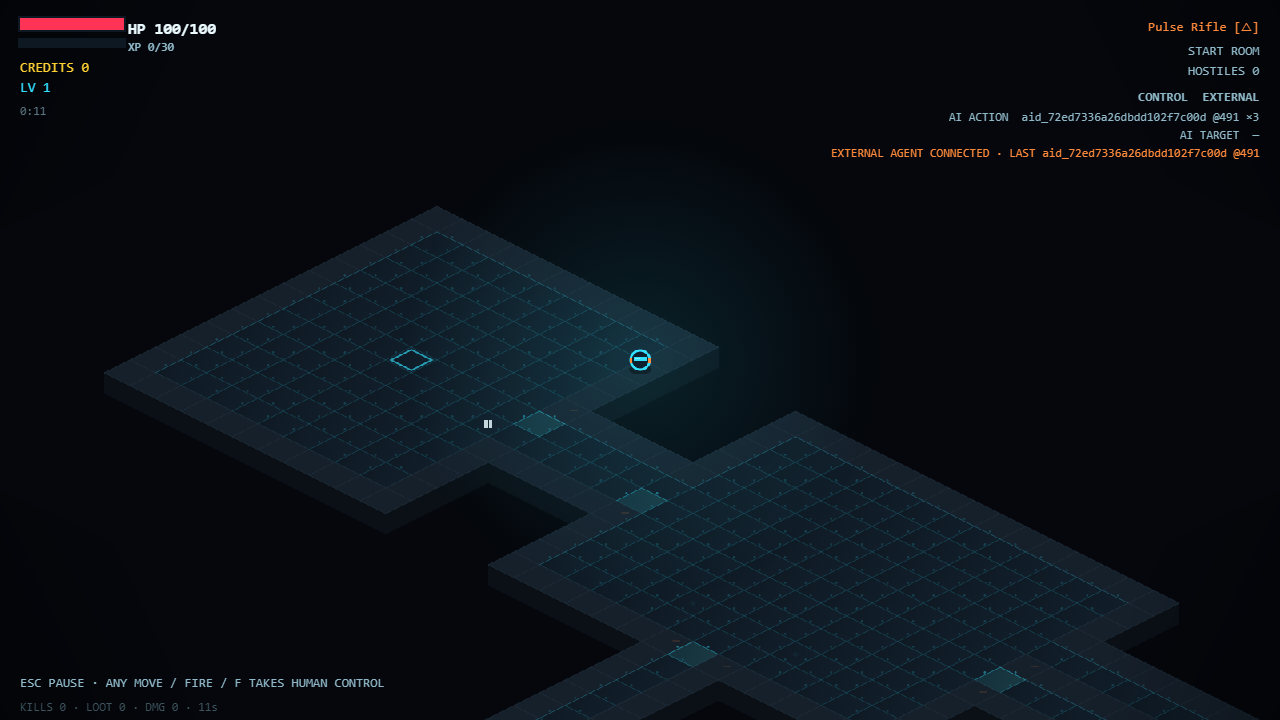 HP 100/100
XP 0/30
CREDITS 0
LV 1
0:11
Pulse Rifle [△]
START ROOM
HOSTILES 0
CONTROL EXTERNAL
AI ACTION aid_72ed7336a26dbdd102f7c00d @491 ×3
AI TARGET —
EXTERNAL AGENT CONNECTED · LAST aid_72ed7336a26dbdd102f7c00d @491
ESC PAUSE · ANY MOVE / FIRE / F TAKES HUMAN CONTROL
KILLS 0 · LOOT 0 · DMG 0 · 11s